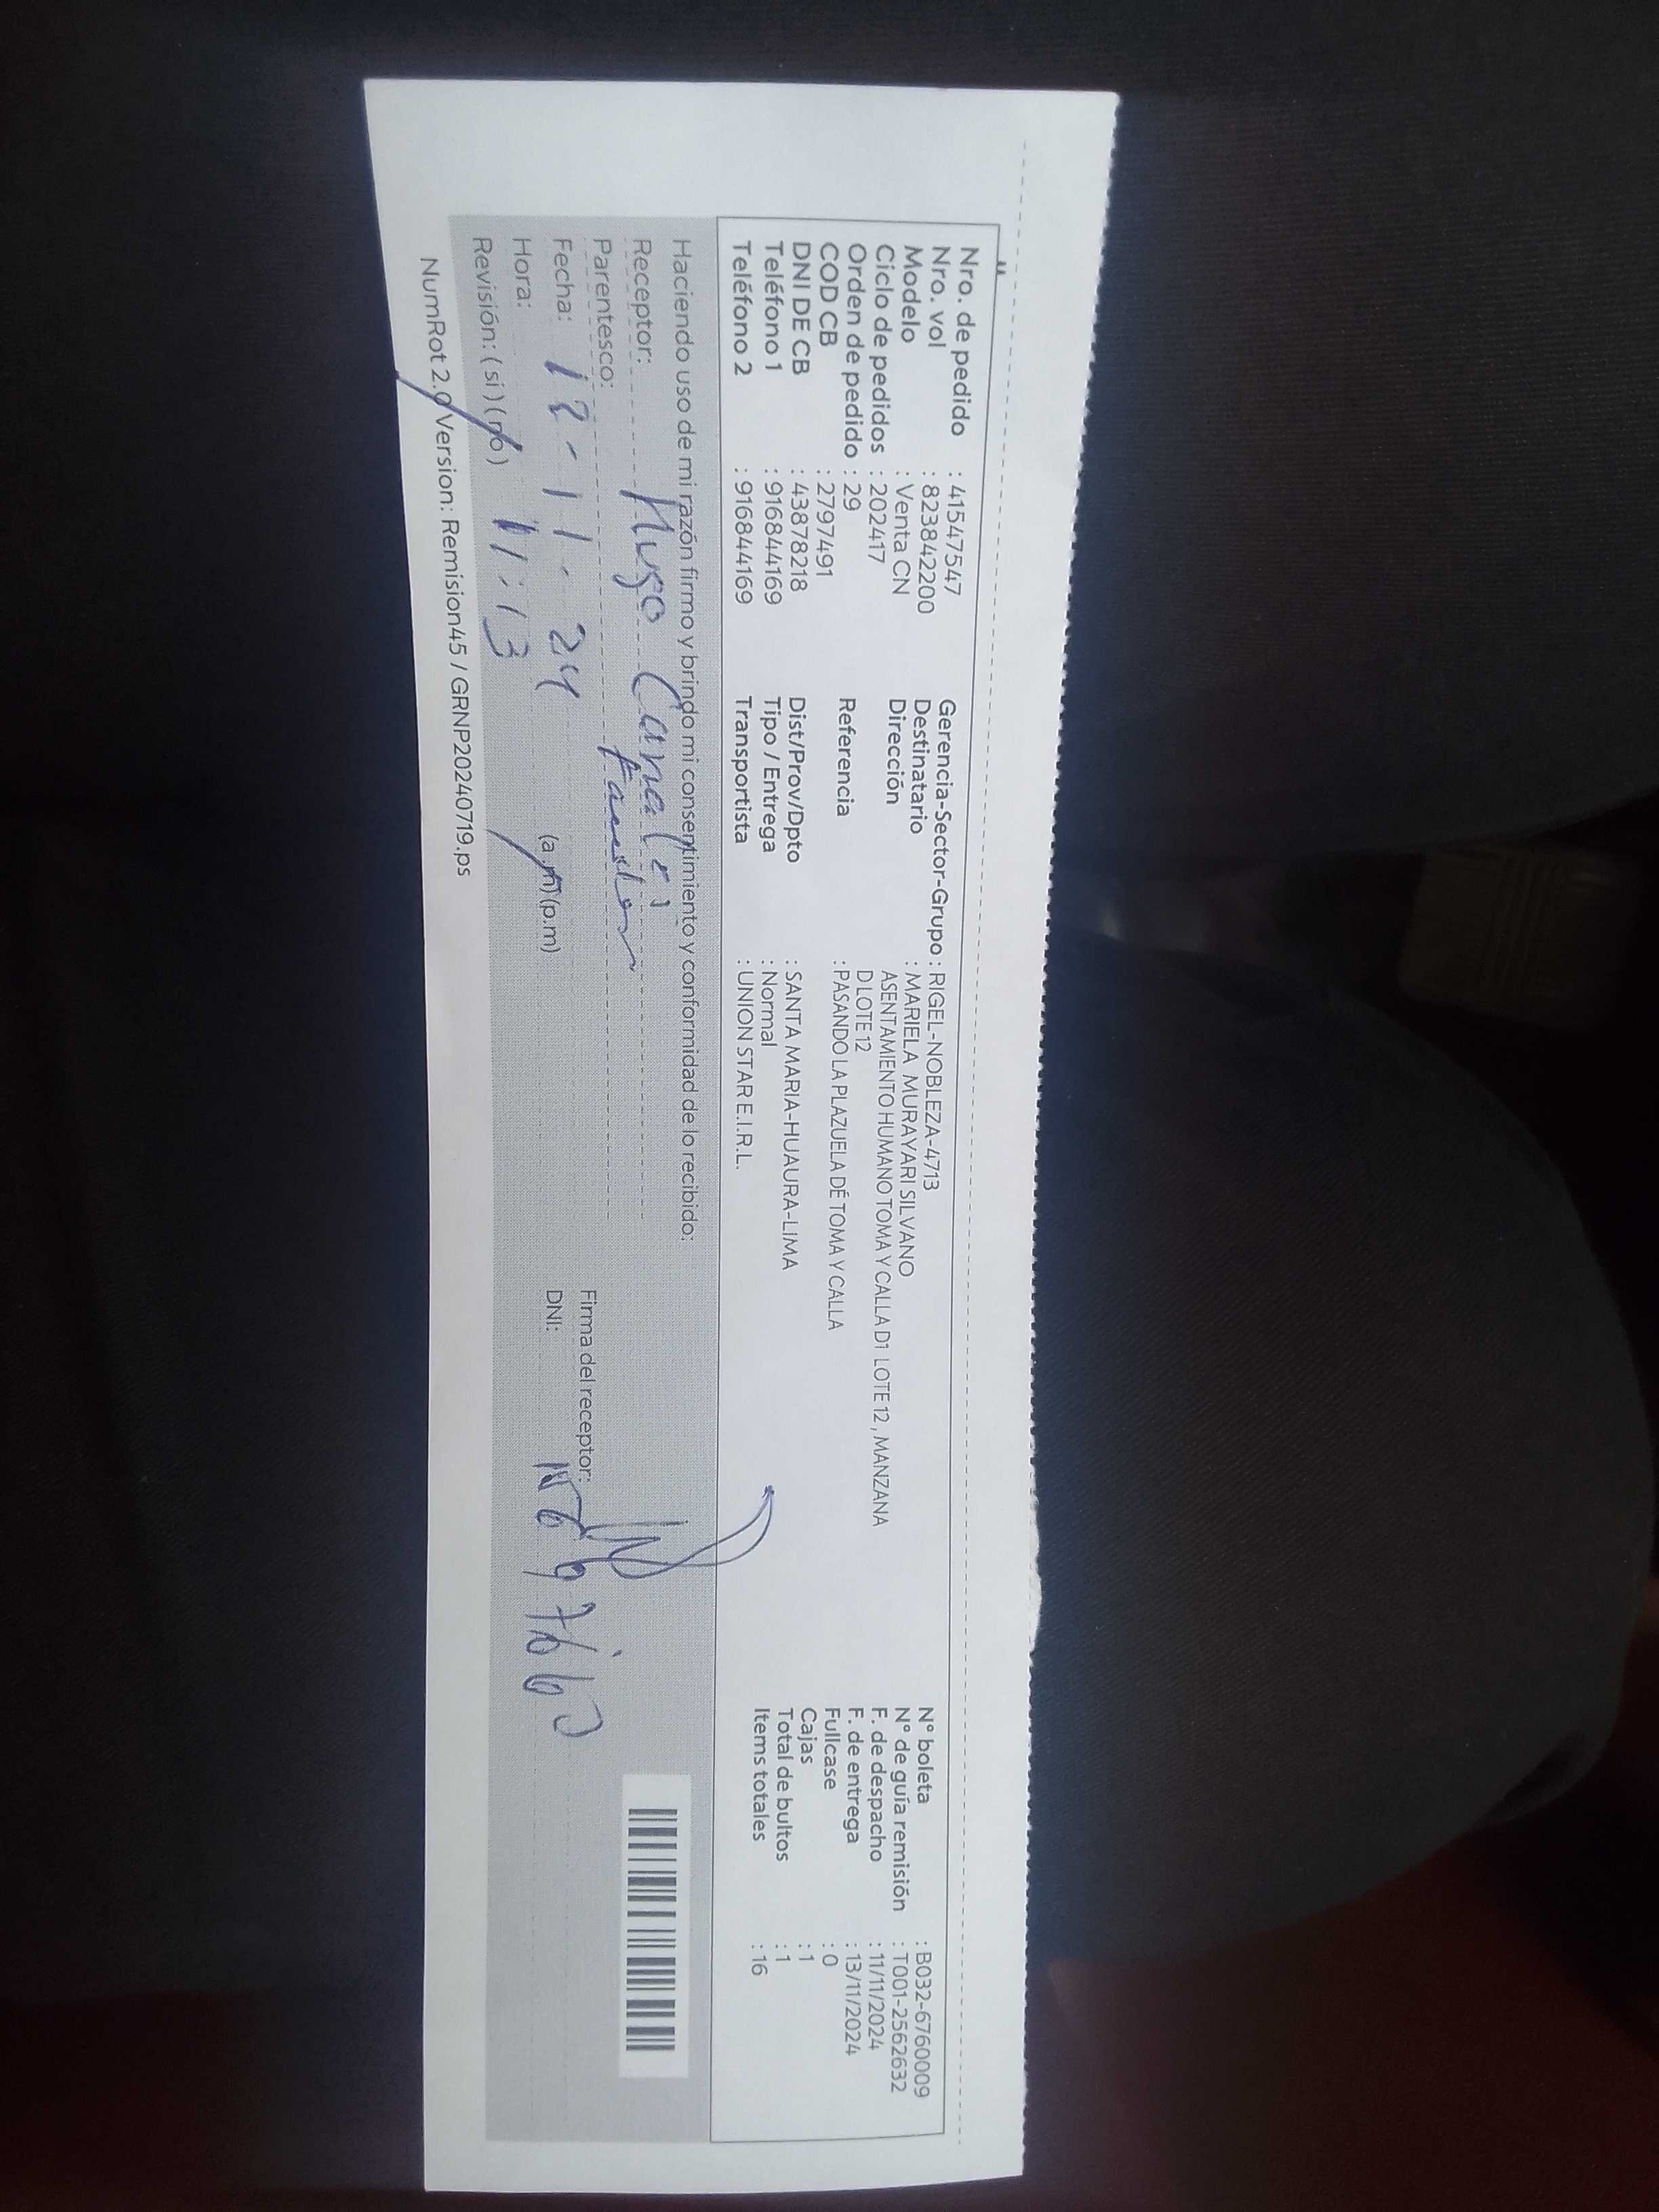 Nro. de pedido : 41547547
Nro. vol : 823842200
Modelo : Venta CN
Ciclo de pedidos : 202417
Orden de pedido : 29
COD CB : 2797491
DNI DE CB : 43878218
Teléfono 1 : 916844169
Teléfono 2 : 916844169
Gerencia-Sector-Grupo : RIGEL-NOBLEZA-4713
Destinatario : MARIELA MURAYARI SILVANO
Dirección ASENTAMIENTO HUMANO TOMA Y CALLA D1 LOTE 12 , MANZANA
D LOTE 12
Referencia : PASANDO LA PLAZUELA DÉ TOMA Y CALLA
Dist/Prov/Dpto : SANTA MARIA-HUAURA-LIMA
Tipo / Entrega : Normal
Transportista : UNION STAR E.I.R.L.
N° boleta : B032-6760009
N° de guía remisión : T001-2562632
F. de despacho : 11/11/2024
F. de entrega : 13/11/2024
Fullcase : 0
Cajas : 1
Total de bultos : 1
Items totales : 16
Haciendo uso de mi razón firmo y brindo mi consentimiento y conformidad de lo recibido:
Receptor: Hugo Canales
Parentesco:
Fecha: 12-11-24
Hora: 11:13 (a.m) (p.m)
Revisión: ( si ) ( no )
Firma del receptor:
DNI:
NumRot 2.0 Version: Remision45 / GRNP20240719.ps